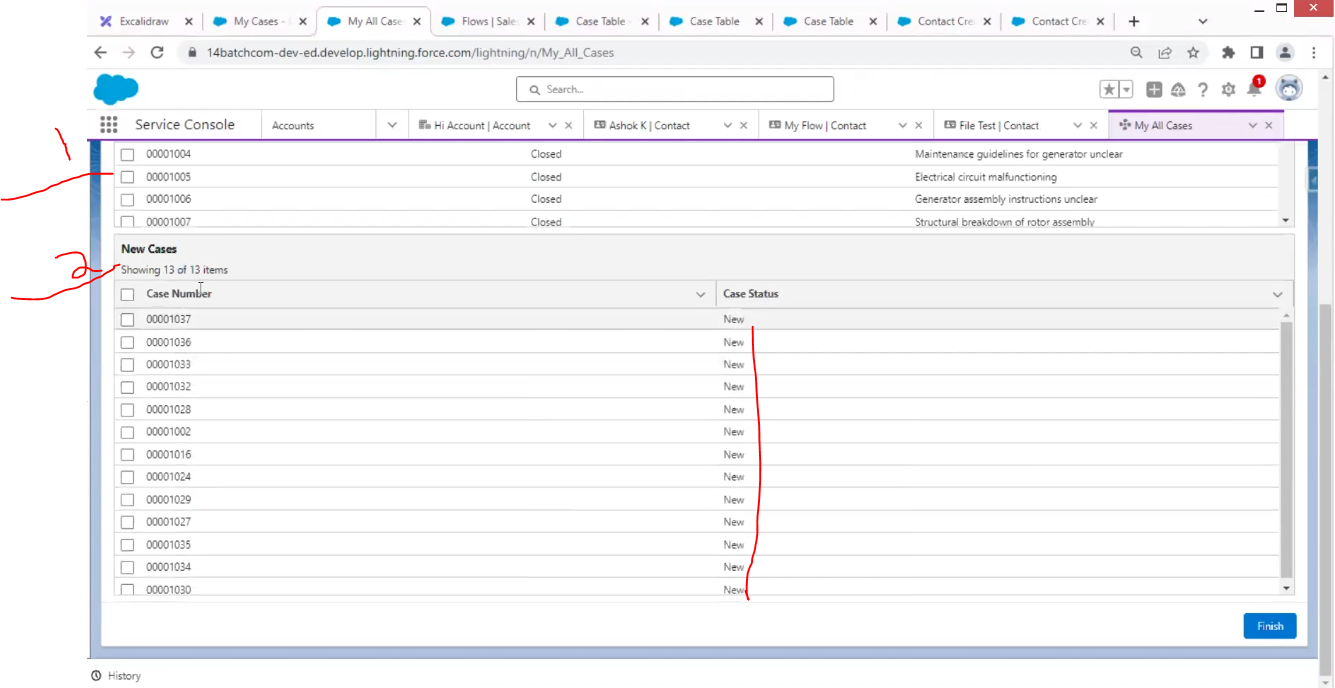 Excalidraw
My Cases -
My All Case
Flows | Sale
Case Table -
Case Table
Case Table
Contact Cre
Contact Cre
14batchcom-dev-ed.develop.lightning.force.com/lightning/n/My_All_Cases
Search...
1
Service Console
Accounts
Hi Account | Account
Ashok K | Contact
My Flow | Contact
File Test | Contact
My All Cases
1
00001004 Closed Maintenance guidelines for generator unclear
00001005 Closed Electrical circuit malfunctioning
00001006 Closed Generator assembly instructions unclear
00001007 Closed Structural breakdown of rotor assembly
New Cases
2
Showing 13 of 13 items
Case Number Case Status
00001037 New
00001036 New
00001033 New
00001032 New
00001028 New
00001002 New
00001016 New
00001024 New
00001029 New
00001027 New
00001035 New
00001034 New
00001030 New
Finish
History